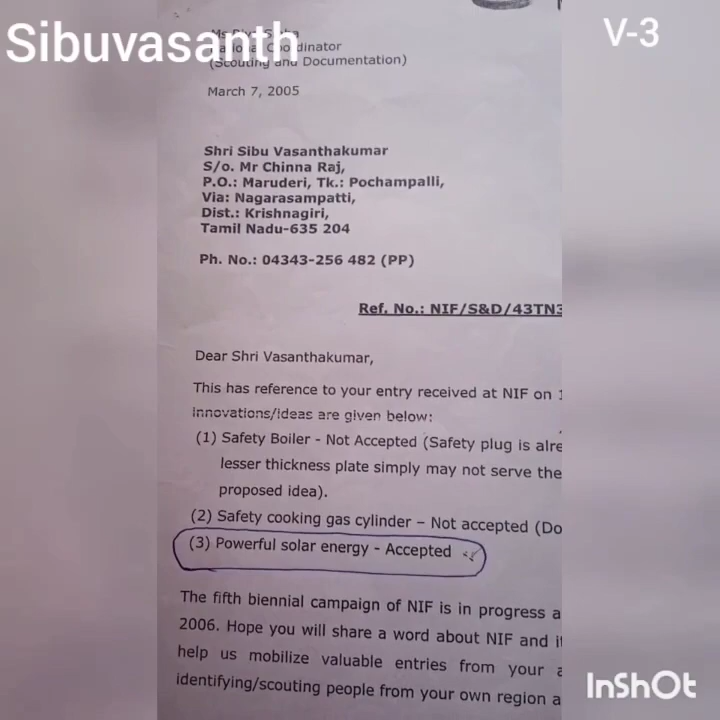 Sibuvasanth
V-3
Coordinator
(Scouting and Documentation)
March 7, 2005
Shri Sibu Vasanthakumar
S/o. Mr Chinna Raj,
P.O.: Maruderi, Tk.: Pochampalli,
Via: Nagarasampatti,
Dist.: Krishnagiri,
Tamil Nadu-635 204
Ph. No.: 04343-256 482 (PP)
Ref. No.: NIF/S&D/43TN3
Dear Shri Vasanthakumar,
This has reference to your entry received at NIF on
innovations/ideas are given below:
(1) Safety Boiler - Not Accepted (Safety plug is alre
lesser thickness plate simply may not serve the
proposed idea).
(2) Safety cooking gas cylinder – Not accepted (Do
(3) Powerful solar energy - Accepted
The fifth biennial campaign of NIF is in progress a
2006. Hope you will share a word about NIF and it
help us mobilize valuable entries from your a
identifying/scouting people from your own region a
InShOt